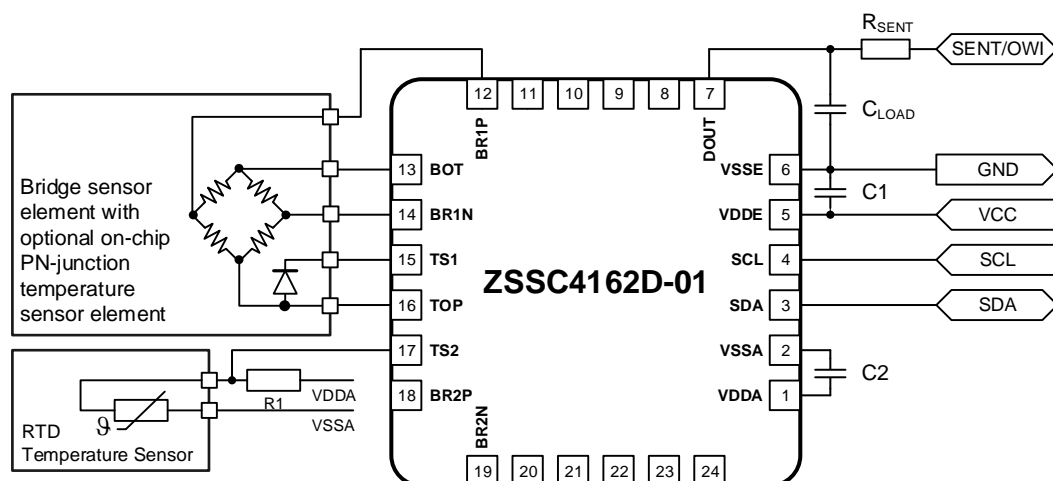 RSENT
SENT/OWI
12
11
10
9
8
7
BR1P
DOUT
CLOAD
Bridge sensor
element with
optional on-chip
PN-junction
temperature
sensor element
13
BOT
14
BR1N
15
TS1
16
TOP
17
TS2
18
BR2P
ZSSC4162D-01
VSSE
6
GND
C1
VDDE
5
VCC
SCL
4
SCL
SDA
3
SDA
VSSA
2
C2
VDDA
1
R1
VDDA
VSSA
ϑ
RTD
Temperature Sensor
BR2N
19
20
21
22
23
24